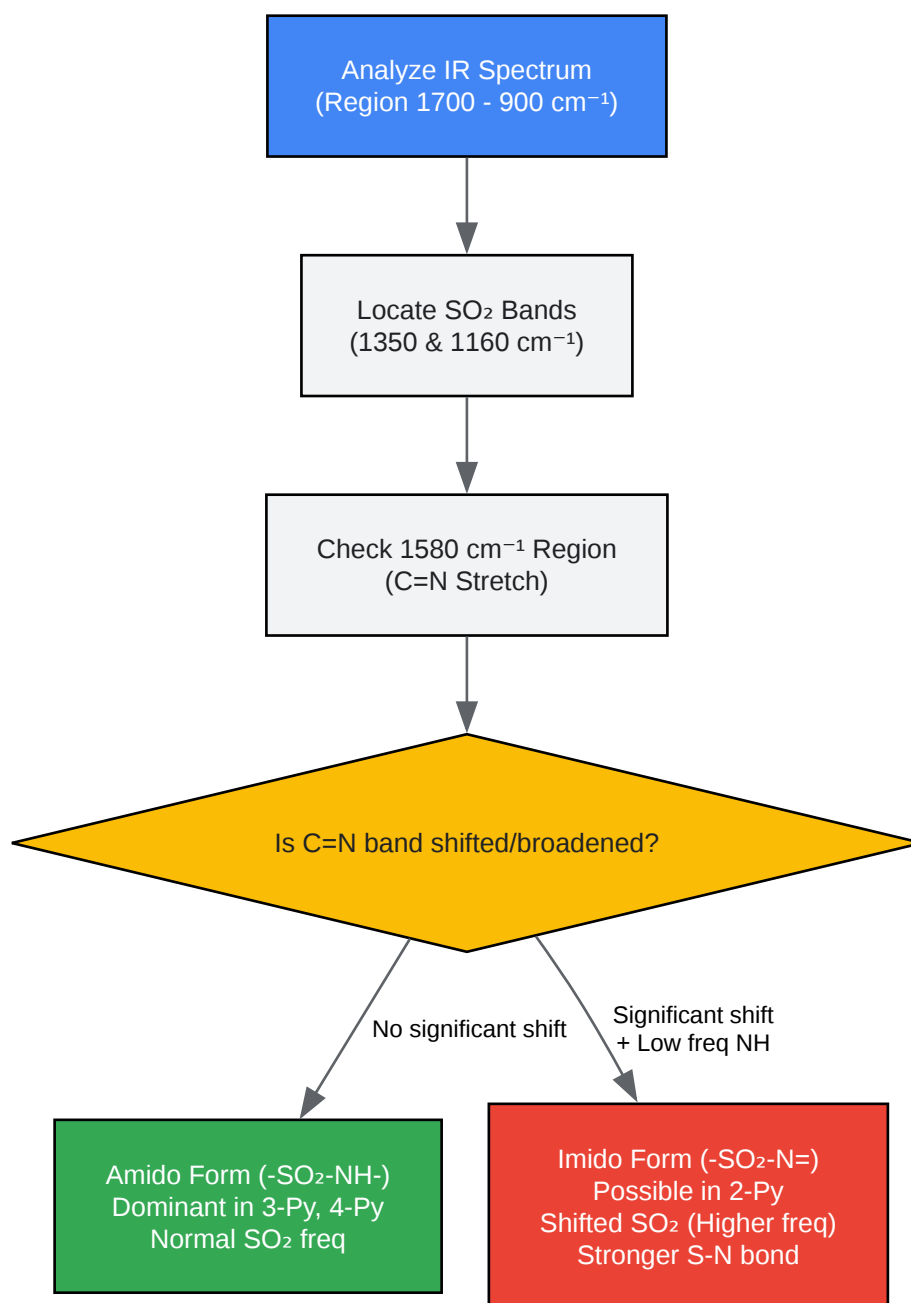 Analyze IR Spectrum
(Region 1700 - 900 cm⁻¹)
Locate SO₂ Bands
(1350 & 1160 cm⁻¹)
Check 1580 cm⁻¹ Region
(C=N Stretch)
Is C=N band shifted/broadened?
No significant shift
Significant shift
+ Low freq NH
Amido Form (-SO₂-NH-)
Dominant in 3-Py, 4-Py
Normal SO₂ freq
Imido Form (-SO₂-N=)
Possible in 2-Py
Shifted SO₂ (Higher freq)
Stronger S-N bond